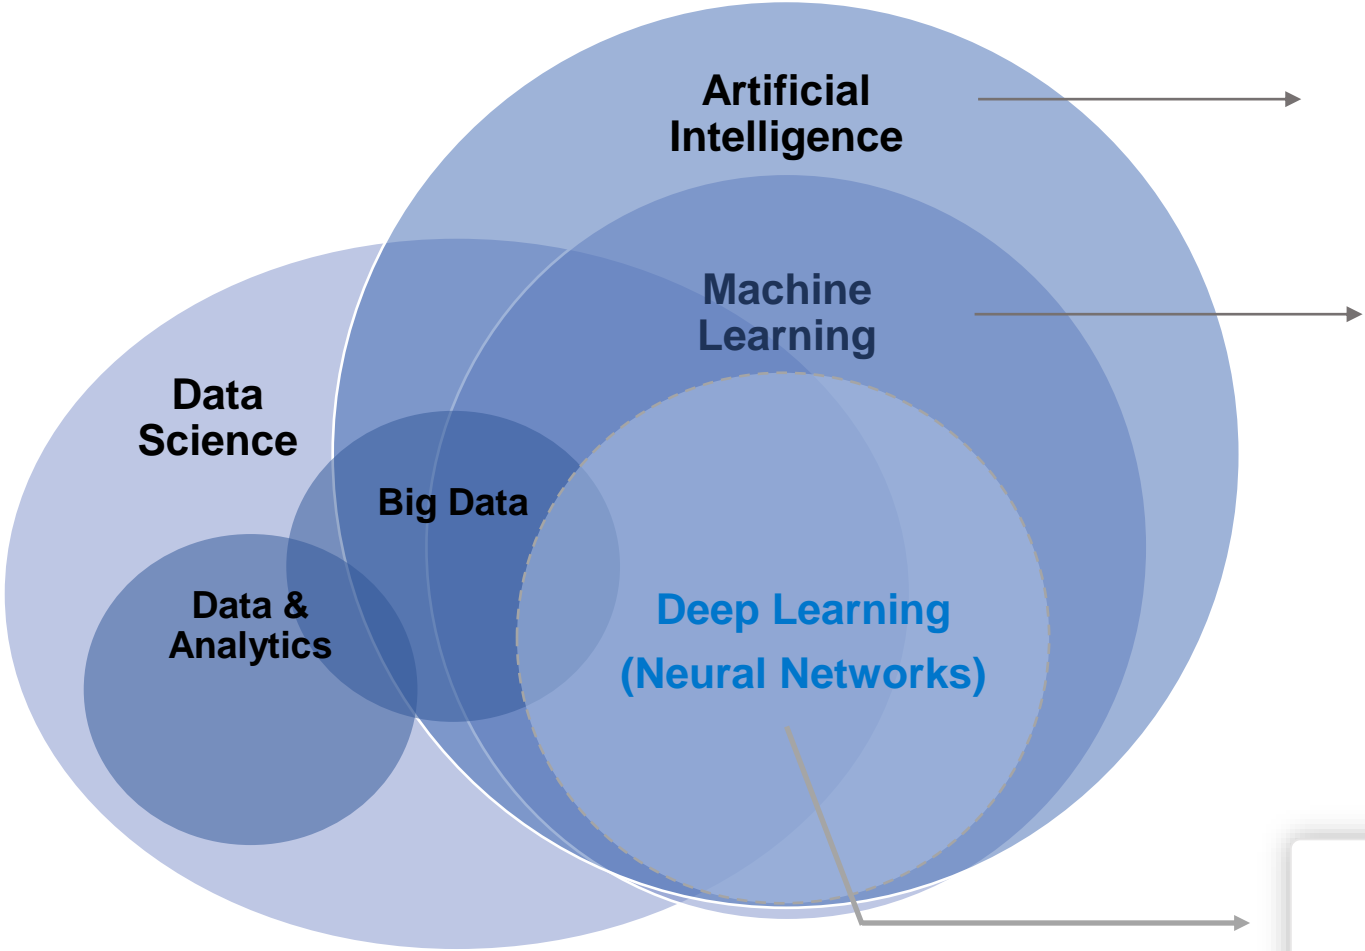 Artificial
Intelligence
Machine
Learning
Data
Science
Big Data
Data &
Analytics
Deep Learning
(Neural Networks)